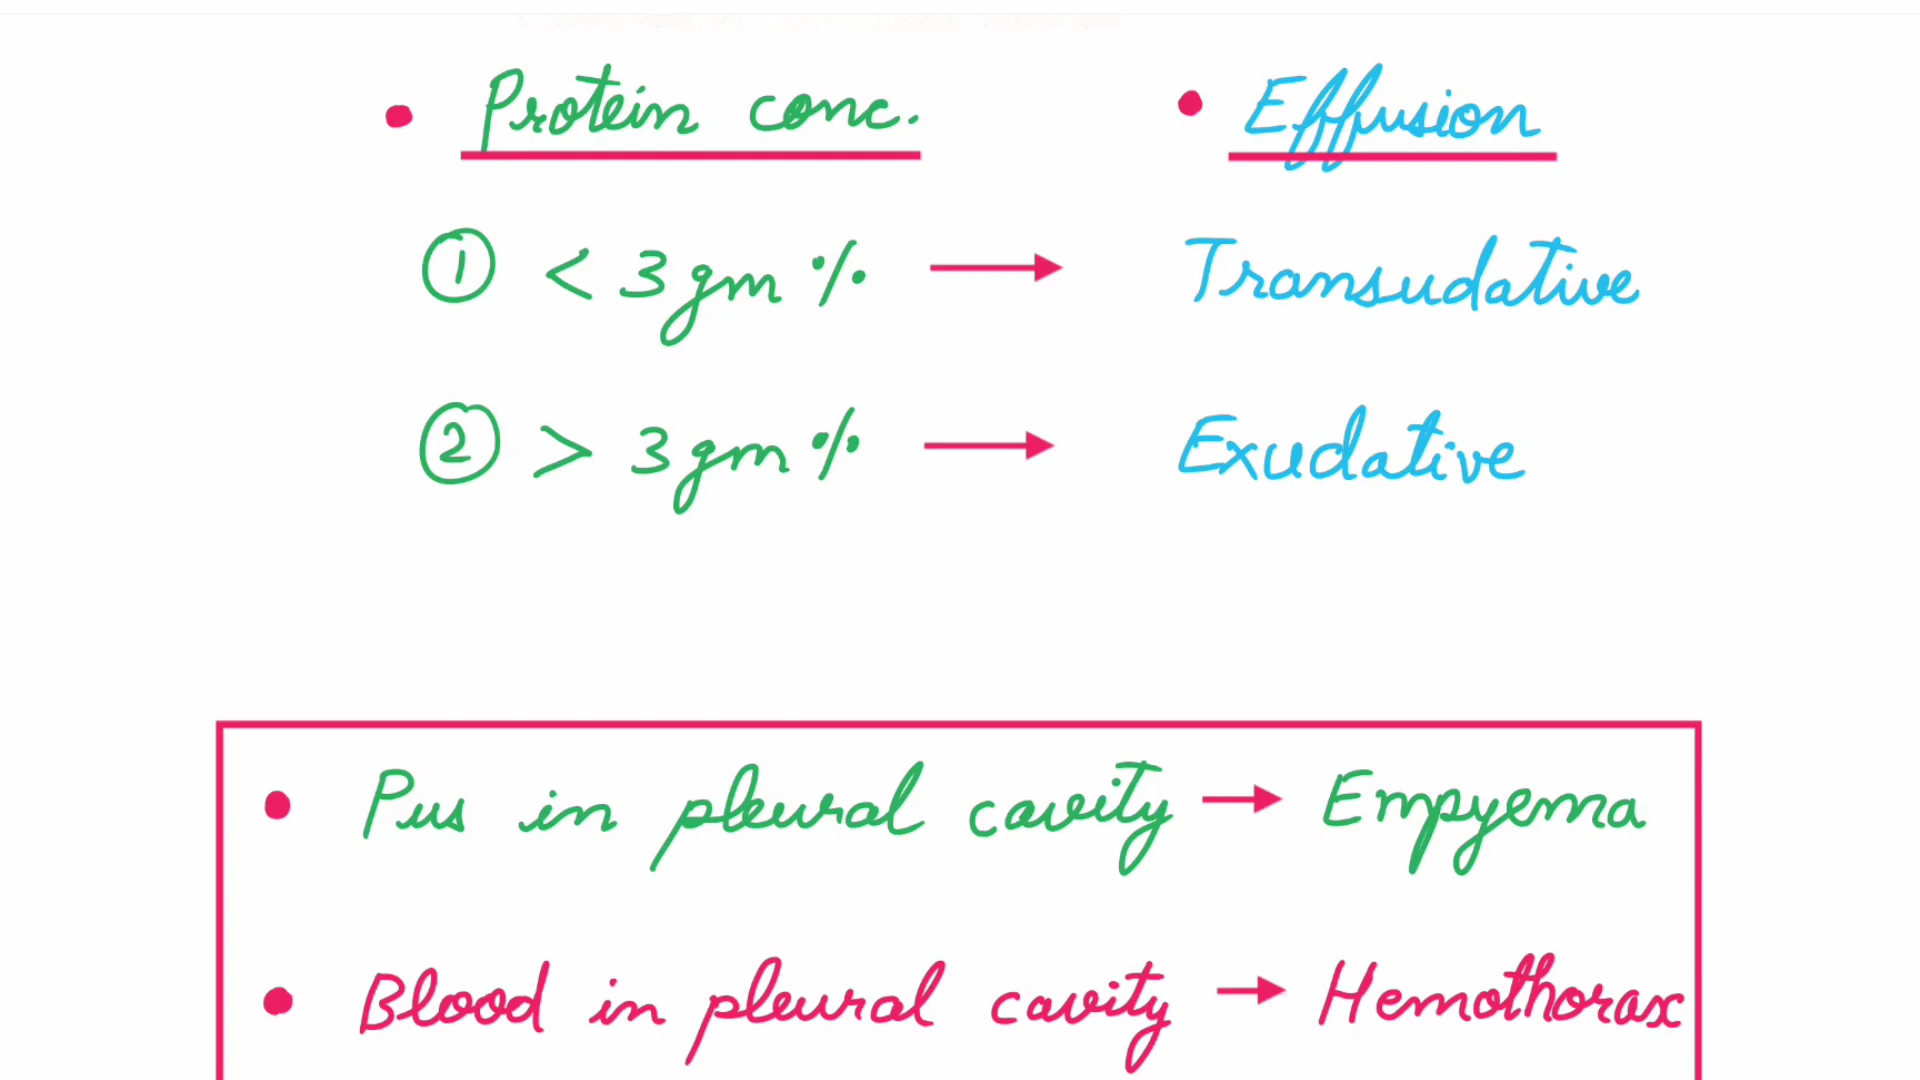 • Protein conc. • Effusion
① < 3 gm % → Transudative
② > 3 gm % → Exudative
• Pus in pleural cavity → Empyema
• Blood in pleural cavity → Hemothorax